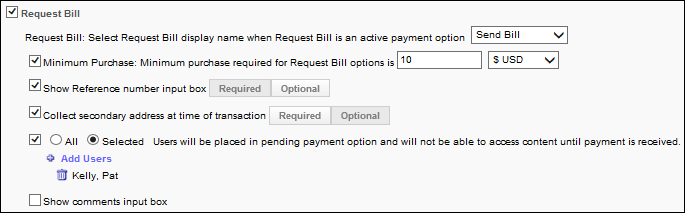 Request Bill
Request Bill: Select Request Bill display name when Request Bill is an active payment option Send Bill
Minimum Purchase: Minimum purchase required for Request Bill options is 10 $ USD
Show Reference number input box Required Optional
Collect secondary address at time of transaction Required Optional
All Selected Users will be placed in pending payment option and will not be able to access content until payment is received.
Add Users
Kelly, Pat
Show comments input box